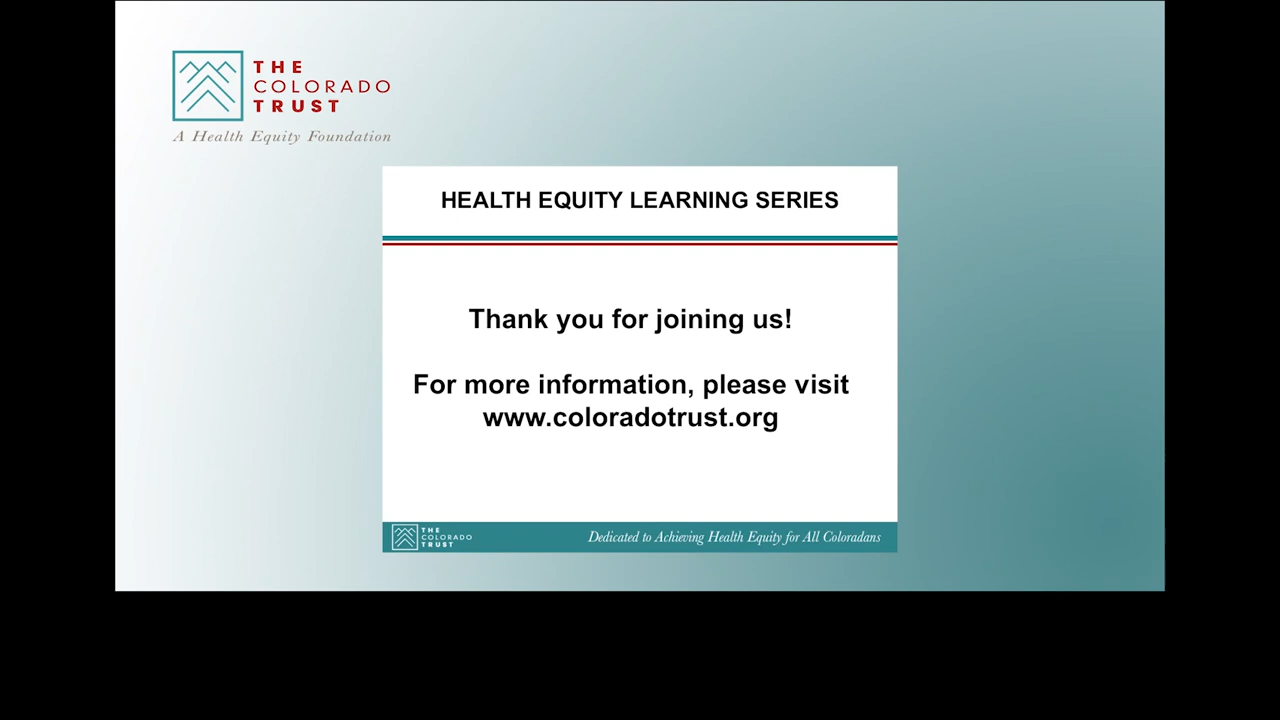 THE
COLORADO
TRUST
A Health Equity Foundation
HEALTH EQUITY LEARNING SERIES
Thank you for joining us!
For more information, please visit
www.coloradotrust.org
THE
COLORADO
TRUST
Dedicated to Achieving Health Equity for All Coloradans